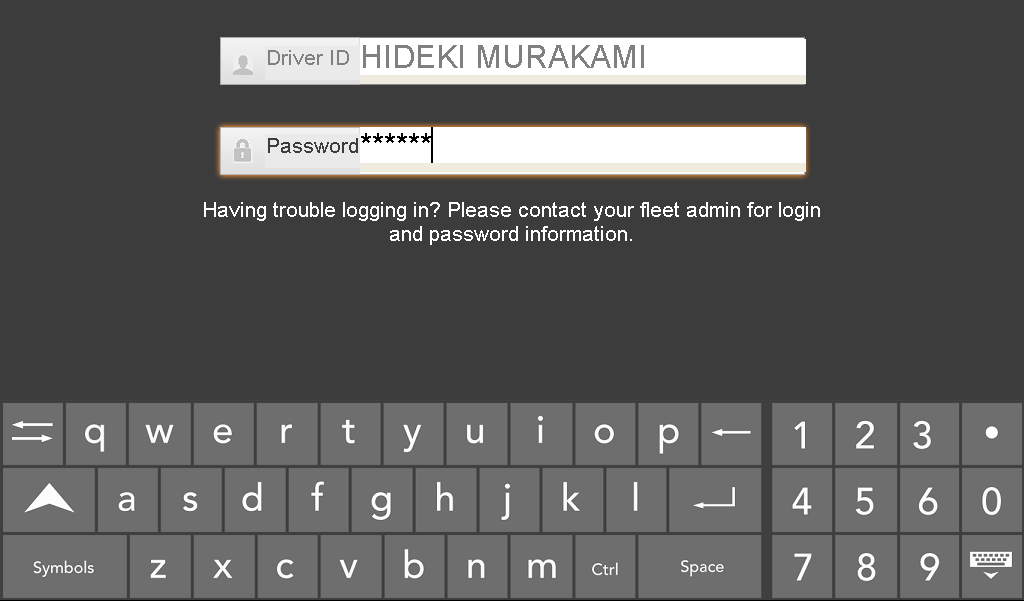 Driver ID HIDEKI MURAKAMI
Password ******
Having trouble logging in? Please contact your fleet admin for login
and password information.
q w e r t y u i o p 1 2 3 •
a s d f g h j k l 4 5 6 0
Symbols z x c v b n m Ctrl Space 7 8 9